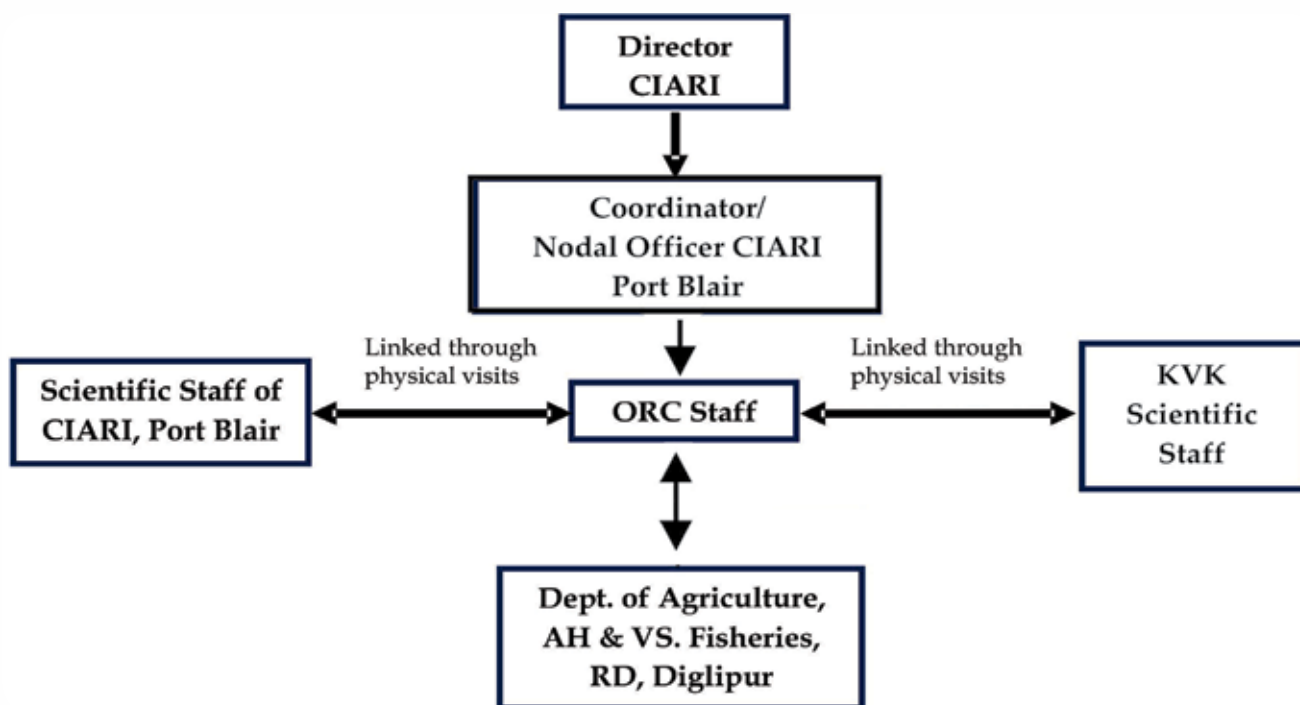 Director
CIARI
Coordinator/
Nodal Officer CIARI
Port Blair
Linked through
physical visits
Linked through
physical visits
Scientific Staff of
CIARI, Port Blair
ORC Staff
KVK
Scientific
Staff
Dept. of Agriculture,
AH & VS. Fisheries,
RD, Diglipur